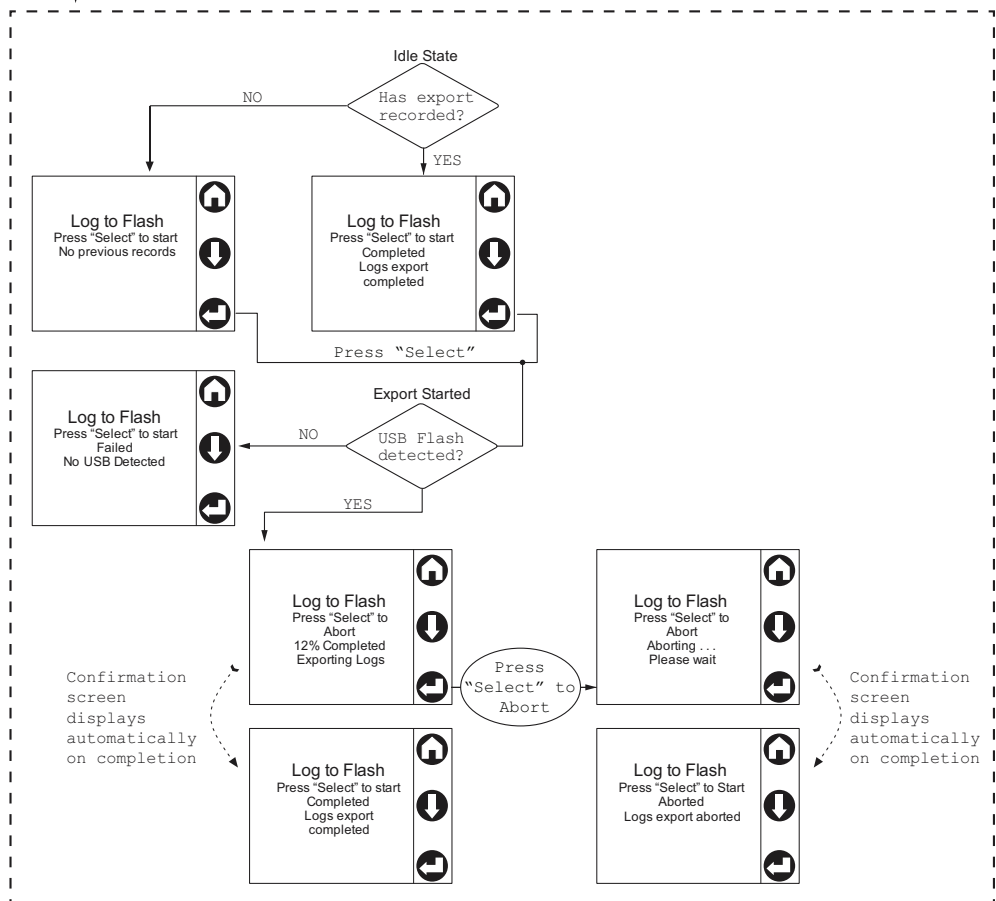 Idle State
Has export
recorded?
NO
YES
Log to Flash
Press “Select” to start
No previous records
Log to Flash
Press “Select” to start
Completed
Logs export
completed
Press “Select”
Export Started
Log to Flash
Press “Select” to start
Failed
No USB Detected
NO
USB Flash
detected?
YES
Log to Flash
Press “Select” to
Abort
12% Completed
Exporting Logs
Press
“Select” to
Abort
Log to Flash
Press “Select” to
Abort
Aborting . . .
Please wait
Confirmation
screen
displays
automatically
on completion
Confirmation
screen
displays
automatically
on completion
Log to Flash
Press “Select” to start
Completed
Logs export
completed
Log to Flash
Press “Select” to Start
Aborted
Logs export aborted